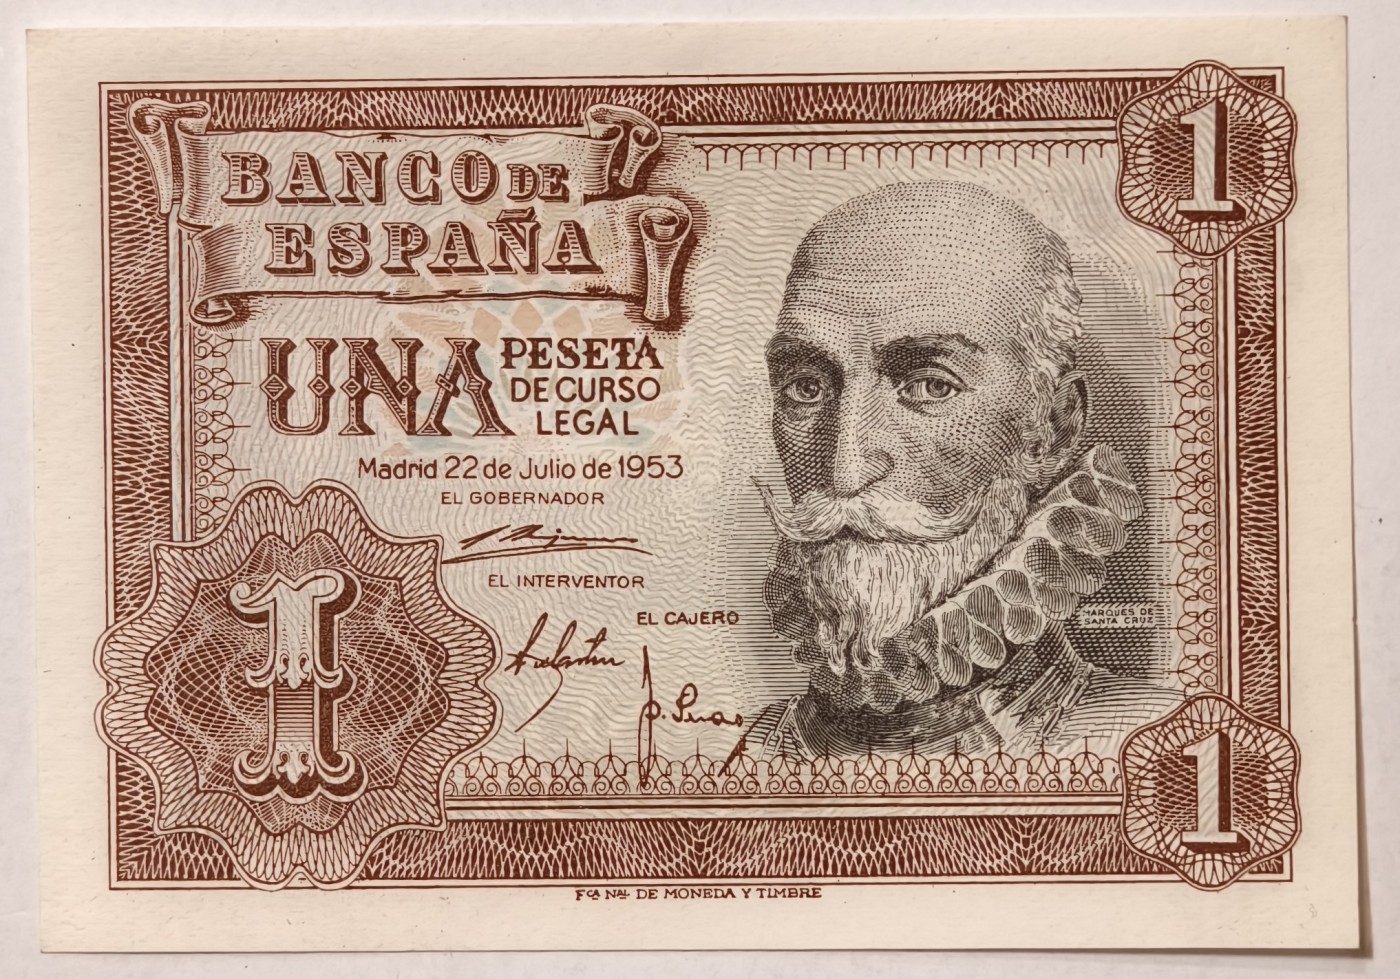 BANCO DE
ESPAÑA
1
UNA PESETA
DE CURSO
LEGAL
Madrid 22 de Julio de 1953
EL GOBERNADOR
EL INTERVENTOR
EL CAJERO
MARQUES DE
SANTA CRUZ
1
1
FCA NAL DE MONEDA Y TIMBRE